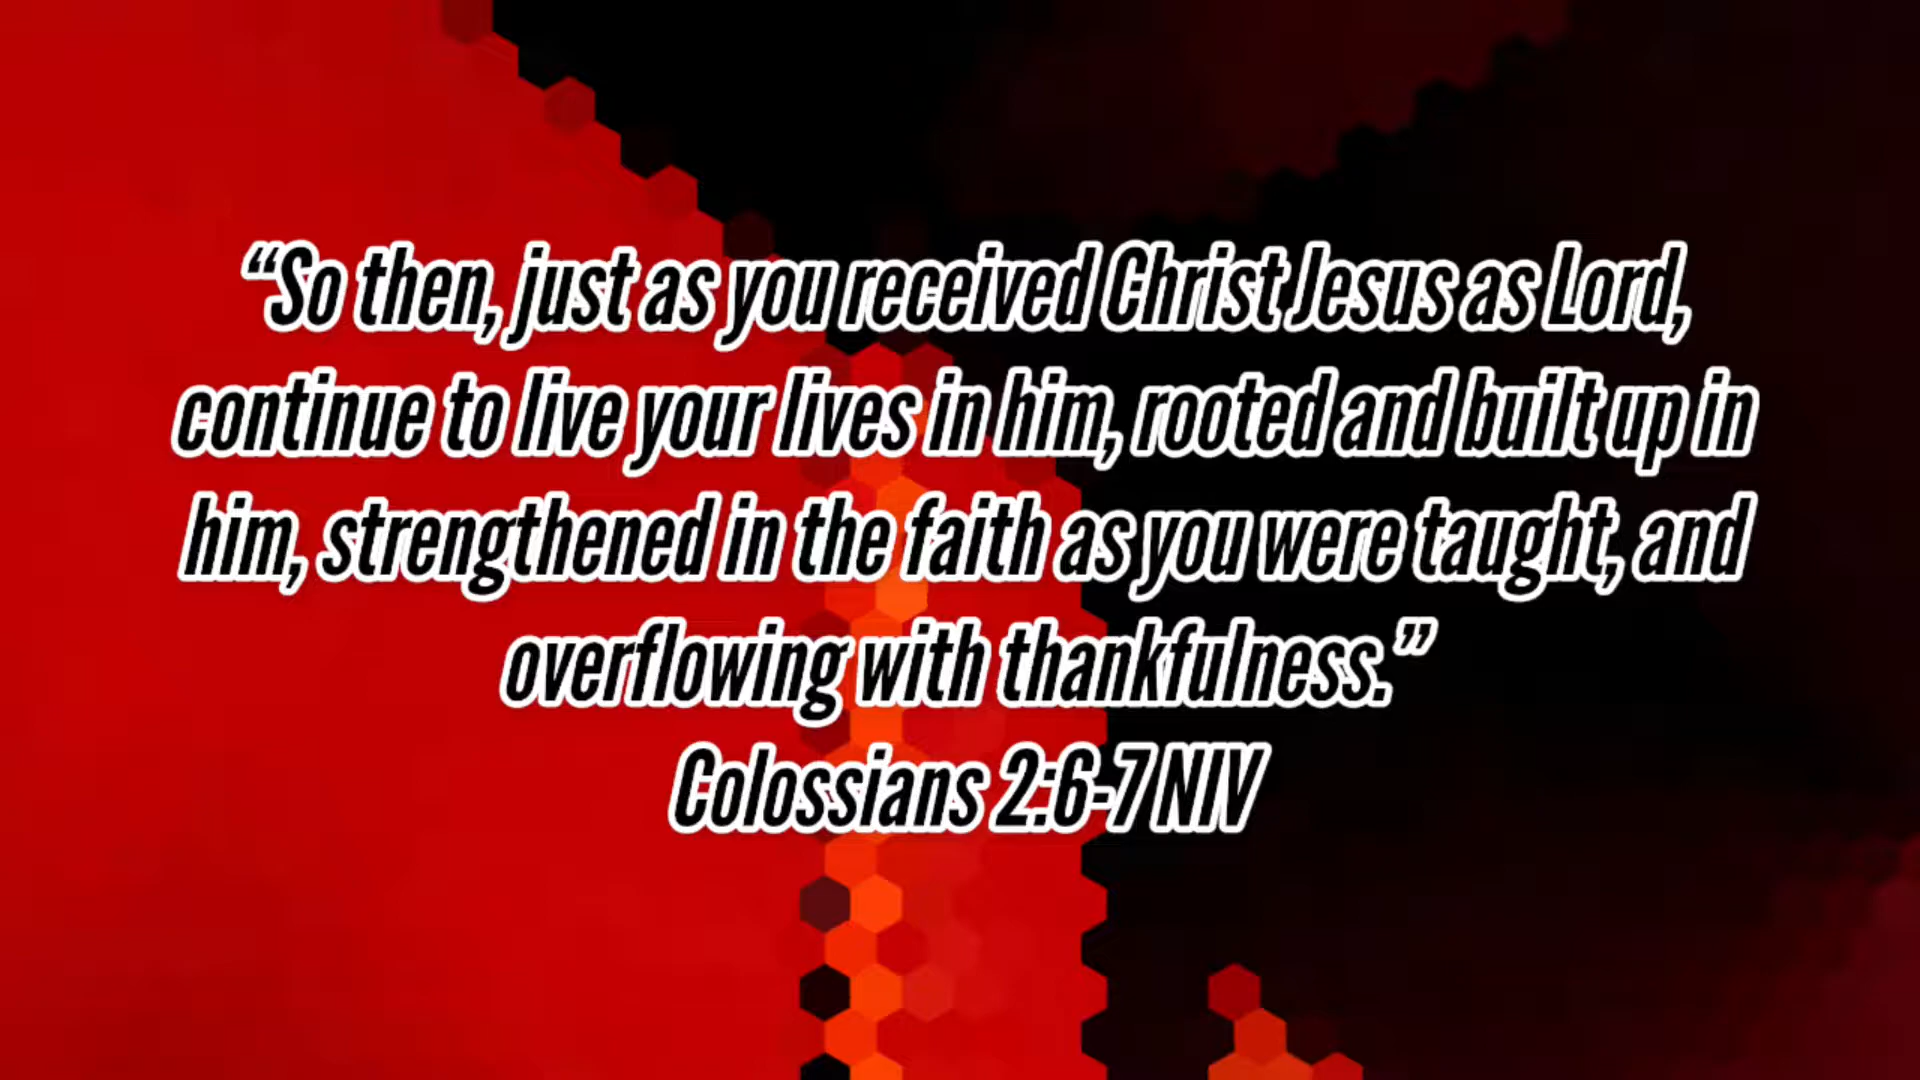 “So then, just as you received Christ Jesus as Lord,
continue to live your lives in him, rooted and built up in
him, strengthened in the faith as you were taught, and
overflowing with thankfulness.”
Colossians 2:6-7 NIV